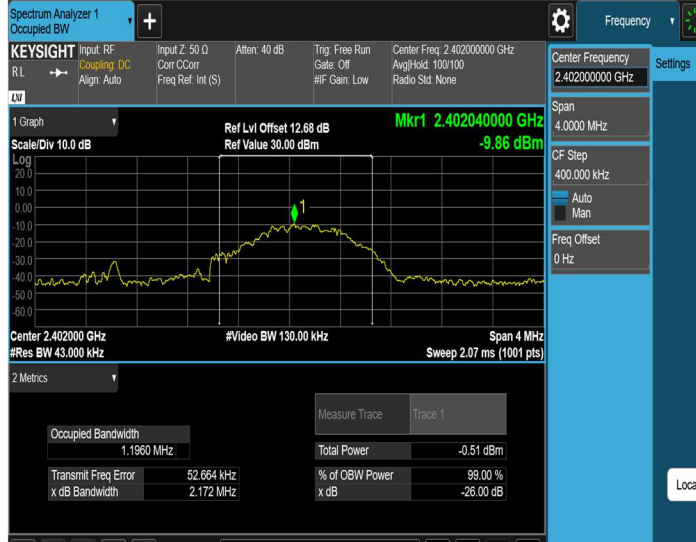 Spectrum Analyzer 1
Occupied BW
+
Frequency
KEYSIGHT
RL
LXI
Input: RF
Coupling: DC
Align: Auto
Input Z: 50 Ω
Corr CCorr
Freq Ref: Int (S)
Atten: 40 dB
Trig: Free Run
Gate: Off
#IF Gain: Low
Center Freq: 2.402000000 GHz
Avg|Hold: 100/100
Radio Std: None
Center Frequency
2.402000000 GHz
Settings
Span
4.0000 MHz
CF Step
400.000 kHz
Auto
Man
Freq Offset
0 Hz
1 Graph
Scale/Div 10.0 dB
Ref Lvl Offset 12.68 dB
Ref Value 30.00 dBm
Mkr1 2.402040000 GHz
-9.86 dBm
Log
20.0
10.0
0.00
-10.0
-20.0
-30.0
-40.0
-50.0
-60.0
1
Center 2.402000 GHz
#Video BW 130.00 kHz
Span 4 MHz
#Res BW 43.000 kHz
Sweep 2.07 ms (1001 pts)
2 Metrics
Measure Trace Trace 1
Occupied Bandwidth
1.1960 MHz
Total Power -0.51 dBm
Transmit Freq Error 52.664 kHz
% of OBW Power 99.00 %
x dB Bandwidth 2.172 MHz
x dB -26.00 dB
Loca